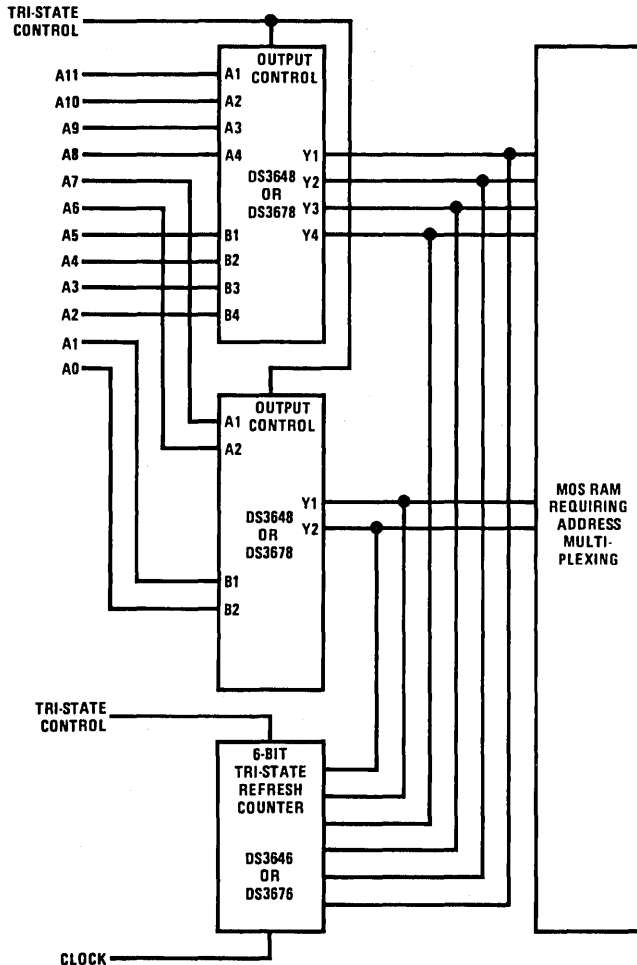 TRI-STATE
CONTROL
OUTPUT
CONTROL
A11
A10
A9
A8
A7
A6
A5
A4
A3
A2
A1
A0
A1
A2
A3
A4
B1
B2
B3
B4
DS3648
OR
DS3678
Y1
Y2
Y3
Y4
OUTPUT
CONTROL
A1
A2
B1
B2
DS3648
OR
DS3678
Y1
Y2
MOS RAM
REQUIRING
ADDRESS
MULTI-
PLEXING
TRI-STATE
CONTROL
6-BIT
TRI-STATE
REFRESH
COUNTER
DS3646
OR
DS3676
CLOCK